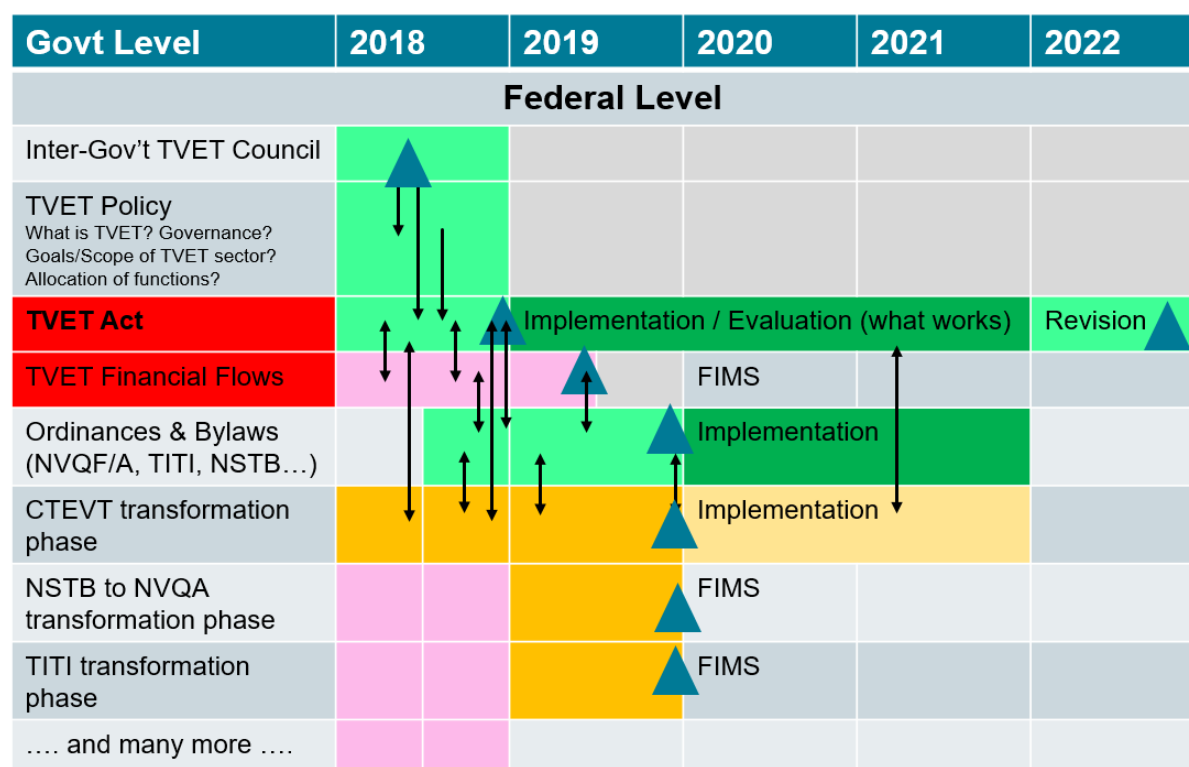 Govt Level 2018 2019 2020 2021 2022
Federal Level
Inter-Gov't TVET Council
TVET Policy
What is TVET? Governance?
Goals/Scope of TVET sector?
Allocation of functions?
TVET Act Implementation / Evaluation (what works) Revision
TVET Financial Flows FIMS
Ordinances & Bylaws Implementation
(NVQF/A, TITI, NSTB…)
CTEVT transformation Implementation
phase
NSTB to NVQA FIMS
transformation phase
TITI transformation FIMS
phase
…. and many more ….